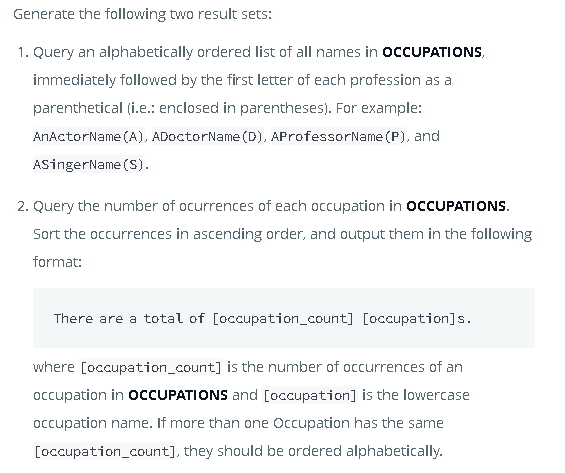 Generate the following two result sets:
1. Query an alphabetically ordered list of all names in OCCUPATIONS,
immediately followed by the first letter of each profession as a
parenthetical (i.e.: enclosed in parentheses). For example:
AnActorName(A), ADoctorName(D), AProfessorName(P), and
ASingerName(S).
2. Query the number of ocurrences of each occupation in OCCUPATIONS.
Sort the occurrences in ascending order, and output them in the following
format:
There are a total of [occupation_count] [occupation]s.
where [occupation_count] is the number of occurrences of an
occupation in OCCUPATIONS and [occupation] is the lowercase
occupation name. If more than one Occupation has the same
[occupation_count], they should be ordered alphabetically.